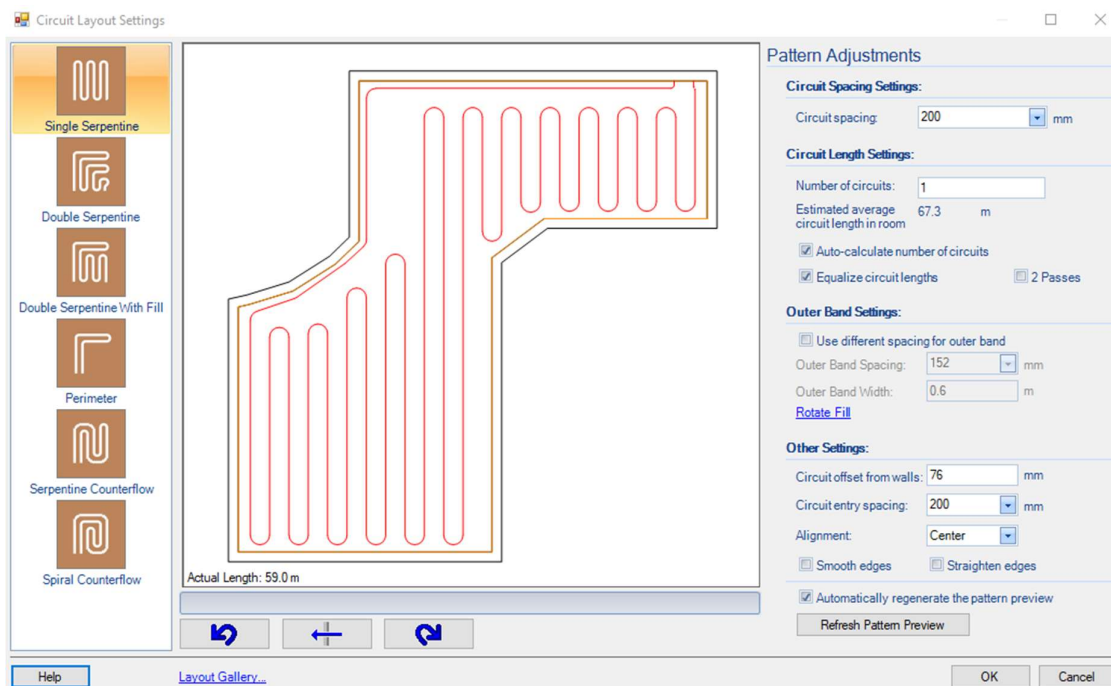 Circuit Layout Settings
Single Serpentine
Double Serpentine
Double Serpentine With Fill
Perimeter
Serpentine Counterflow
Spiral Counterflow
Actual Length: 59.0 m
Pattern Adjustments
Circuit Spacing Settings:
Circuit spacing: 200 mm
Circuit Length Settings:
Number of circuits: 1
Estimated average
circuit length in room 67.3 m
Auto-calculate number of circuits
Equalize circuit lengths 2 Passes
Outer Band Settings:
Use different spacing for outer band
Outer Band Spacing: 152 mm
Outer Band Width: 0.6 m
Rotate Fill
Other Settings:
Circuit offset from walls: 76 mm
Circuit entry spacing: 200 mm
Alignment: Center
Smooth edges Straighten edges
Automatically regenerate the pattern preview
Refresh Pattern Preview
Help Layout Gallery... OK Cancel